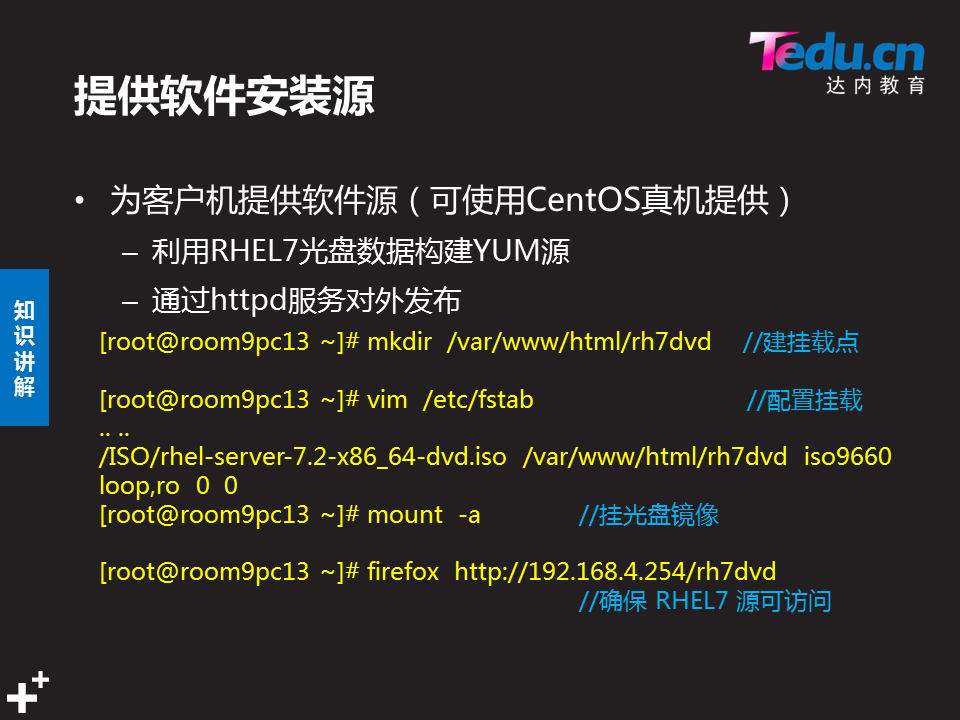 Tedu.cn
达内教育
提供软件安装源
• 为客户机提供软件源（可使用CentOS真机提供）
– 利用RHEL7光盘数据构建YUM源
– 通过httpd服务对外发布
知识讲解
[root@room9pc13 ~]# mkdir /var/www/html/rh7dvd //建挂载点
[root@room9pc13 ~]# vim /etc/fstab //配置挂载
.. ..
/ISO/rhel-server-7.2-x86_64-dvd.iso /var/www/html/rh7dvd iso9660
loop,ro 0 0
[root@room9pc13 ~]# mount -a //挂光盘镜像
[root@room9pc13 ~]# firefox http://192.168.4.254/rh7dvd
//确保 RHEL7 源可访问